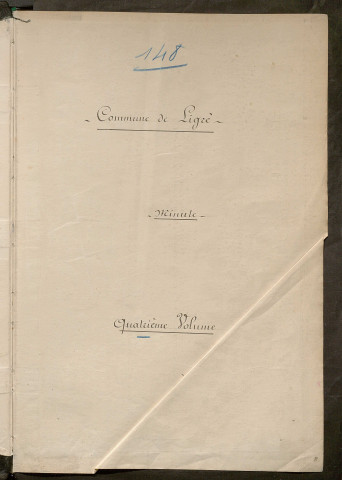 148
- Commune de Ligré -
- Minute -
Quatrième Volume